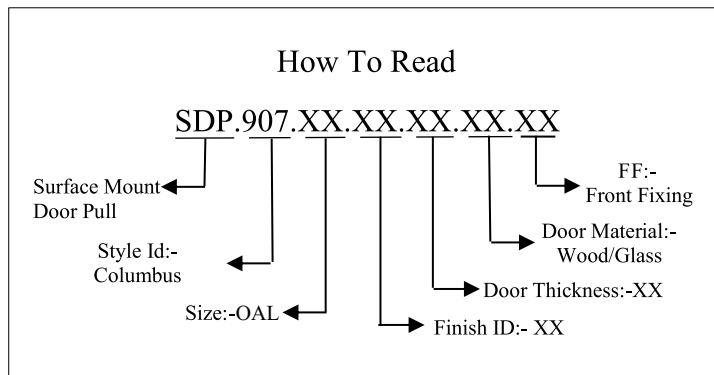 How To Read
SDP.907.XX.XX.XX.XX.XX
Surface Mount
Door Pull
Style Id:-
Columbus
Size:-OAL
Finish ID:- XX
Door Thickness:-XX
Door Material:-
Wood/Glass
FF:-
Front Fixing